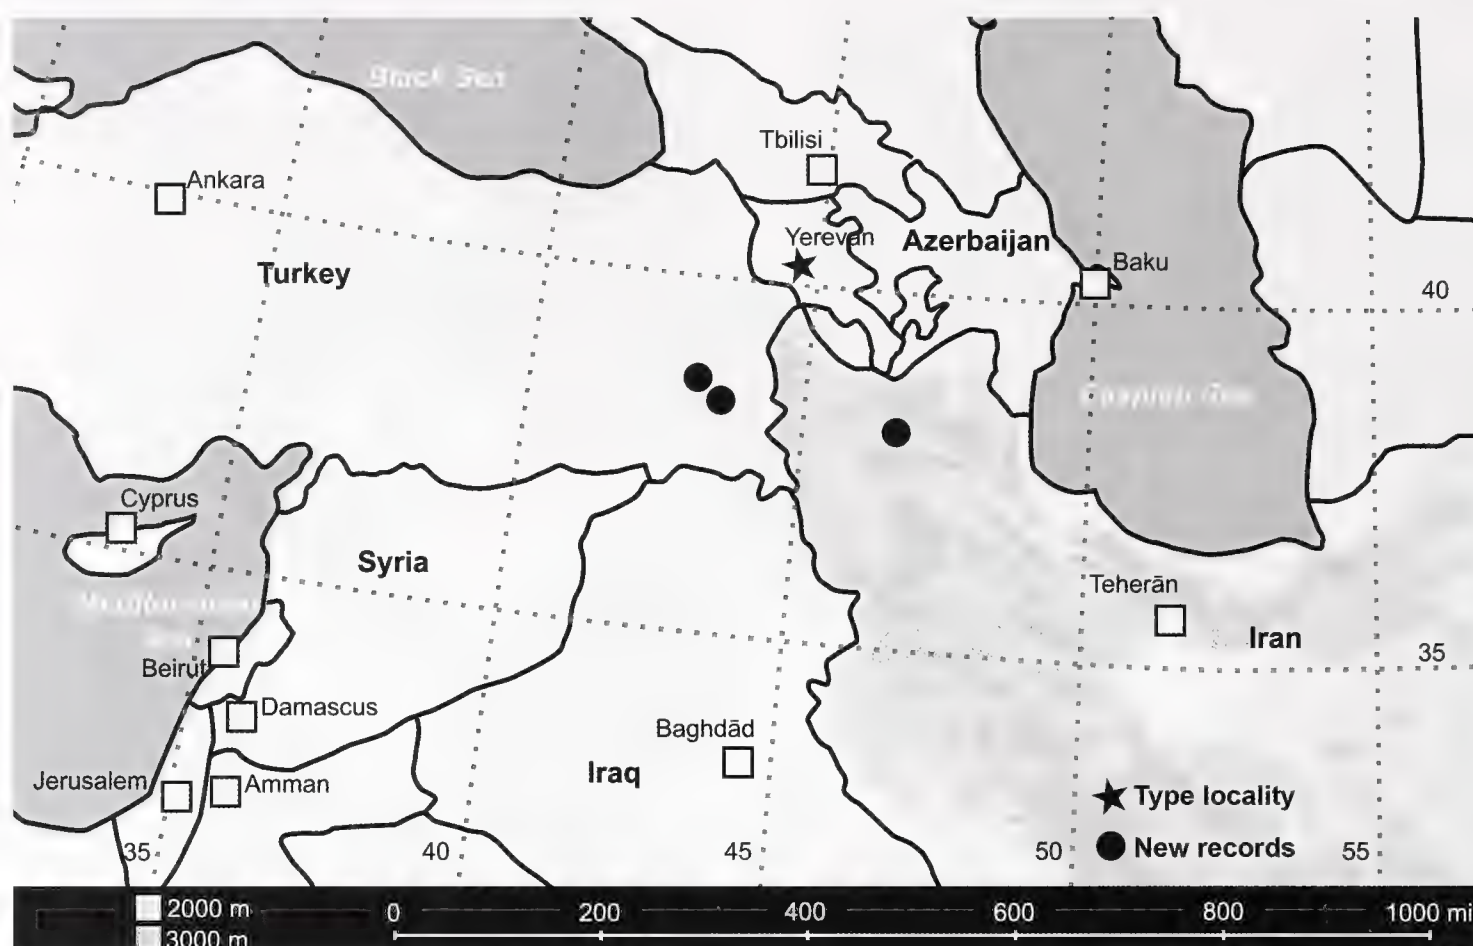 Black Sea
Tbilisi
Ankara
Yerevan
Azerbaijan
Baku
Turkey
40
Cyprus
Syria
Teherān
Iran
35
Beirut
Damascus
Baghdād
Iraq
Jerusalem
Amman
Type locality
New records
35
40
45
50
55
2000 m
0
200
400
600
800
1000 mi
3000 m